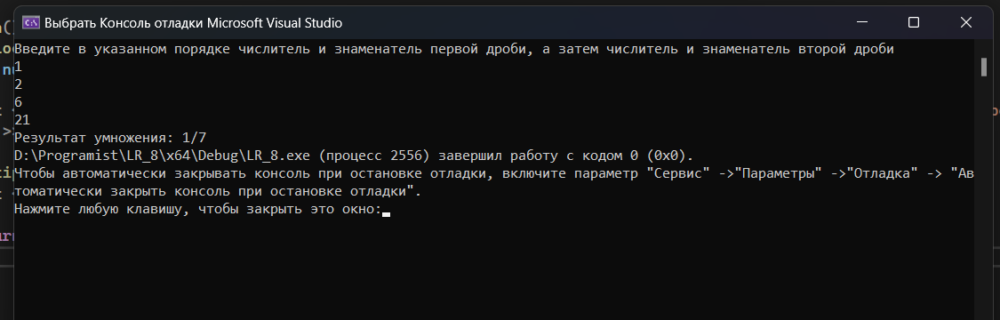 Выбрать Консоль отладки Microsoft Visual Studio
Введите в указанном порядке числитель и знаменатель первой дроби, а затем числитель и знаменатель второй дроби
1
2
6
21
Результат умножения: 1/7
D:\Programist\LR_8\x64\Debug\LR_8.exe (процесс 2556) завершил работу с кодом 0 (0x0).
Чтобы автоматически закрывать консоль при остановке отладки, включите параметр "Сервис" ->"Параметры" ->"Отладка" -> "Ав
томатически закрыть консоль при остановке отладки".
Нажмите любую клавишу, чтобы закрыть это окно: